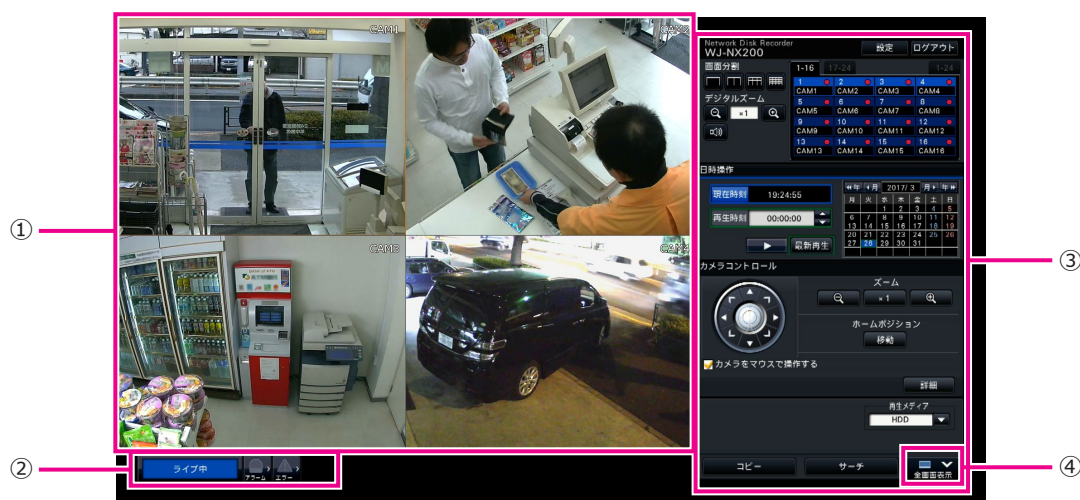 ①
②
③
④
CAM1
CAM2
CAM3
CAM4
Network Disk Recorder
WJ-NX200
設定 ログアウト
画面分割
1-16 17-24 1-24
1 2 3 4
CAM1 CAM2 CAM3 CAM4
5 6 7 8
CAM5 CAM6 CAM7 CAM8
デジタルズーム
×1
9 10 11 12
CAM9 CAM10 CAM11 CAM12
13 14 15 16
CAM13 CAM14 CAM15 CAM16
日時操作
現在時刻 19:24:55
再生時刻 00:00:00
最新再生
年 月 2017/ 3 月 年
月 火 水 木 金 土 日
1 2 3 4 5
6 7 8 9 10 11 12
13 14 15 16 17 18 19
20 21 22 23 24 25 26
27 28 29 30 31
カメラコントロール
ズーム
×1
ホームポジション
移動
カメラをマウスで操作する
詳細
再生メディア
HDD
コピー サーチ 全画面表示
ライブ中 アラーム エラー